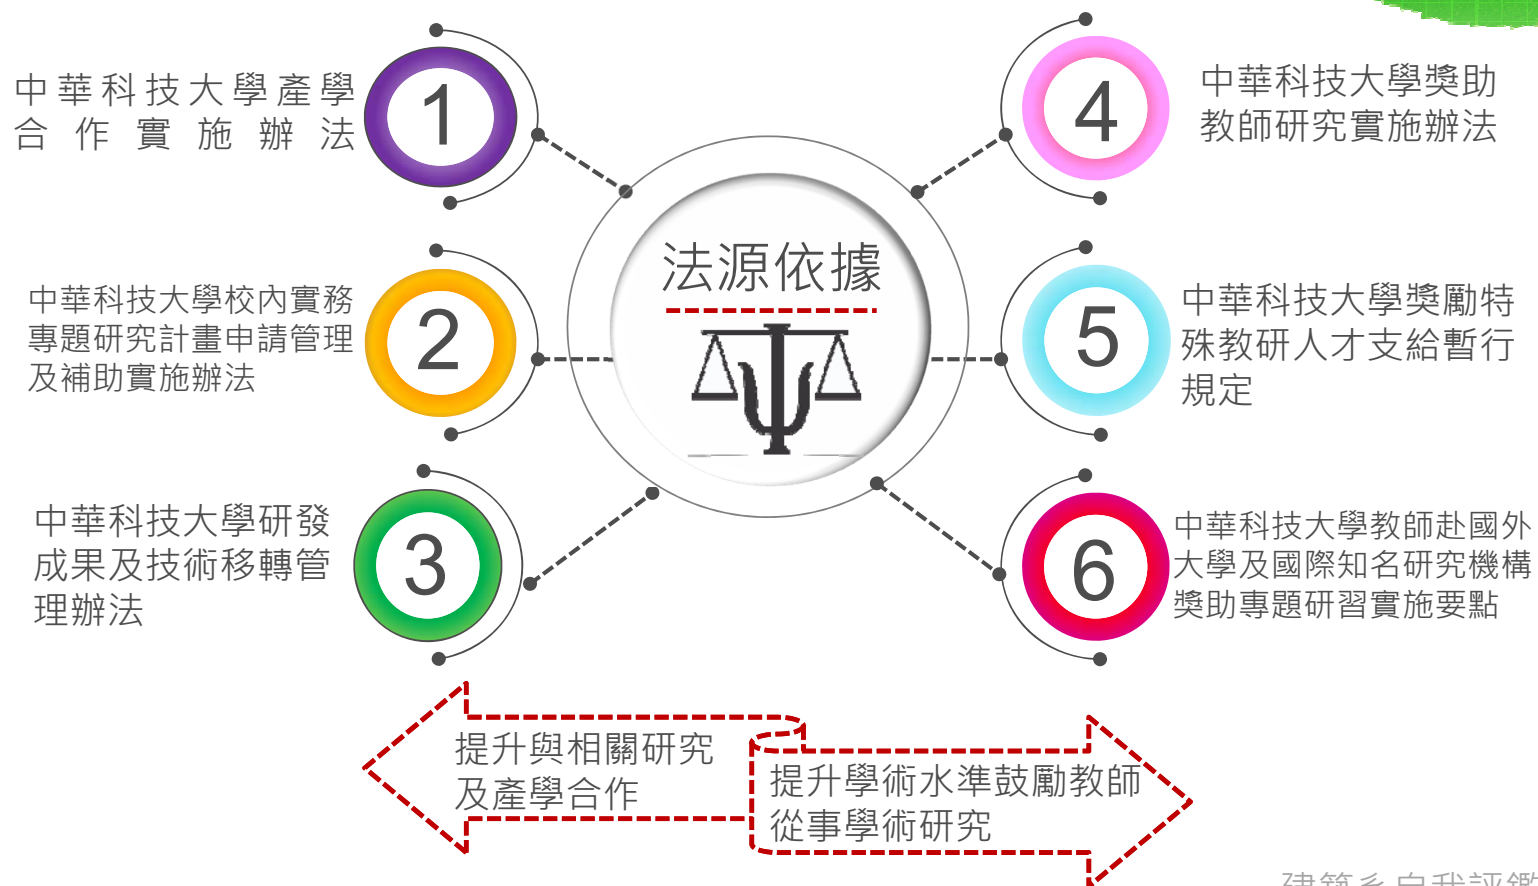 中華科技大學產學
合作實施辦法
1
中華科技大學校內實務
專題研究計畫申請管理
及補助實施辦法
2
中華科技大學研發
成果及技術移轉管
理辦法
3
法源依據
4
中華科技大學獎助
教師研究實施辦法
5
中華科技大學獎勵特
殊教研人才支給暫行
規定
6
中華科技大學教師赴國外
大學及國際知名研究機構
獎助專題研習實施要點
提升與相關研究
及產學合作
提升學術水準鼓勵教師
從事學術研究
建築系自我評鑑